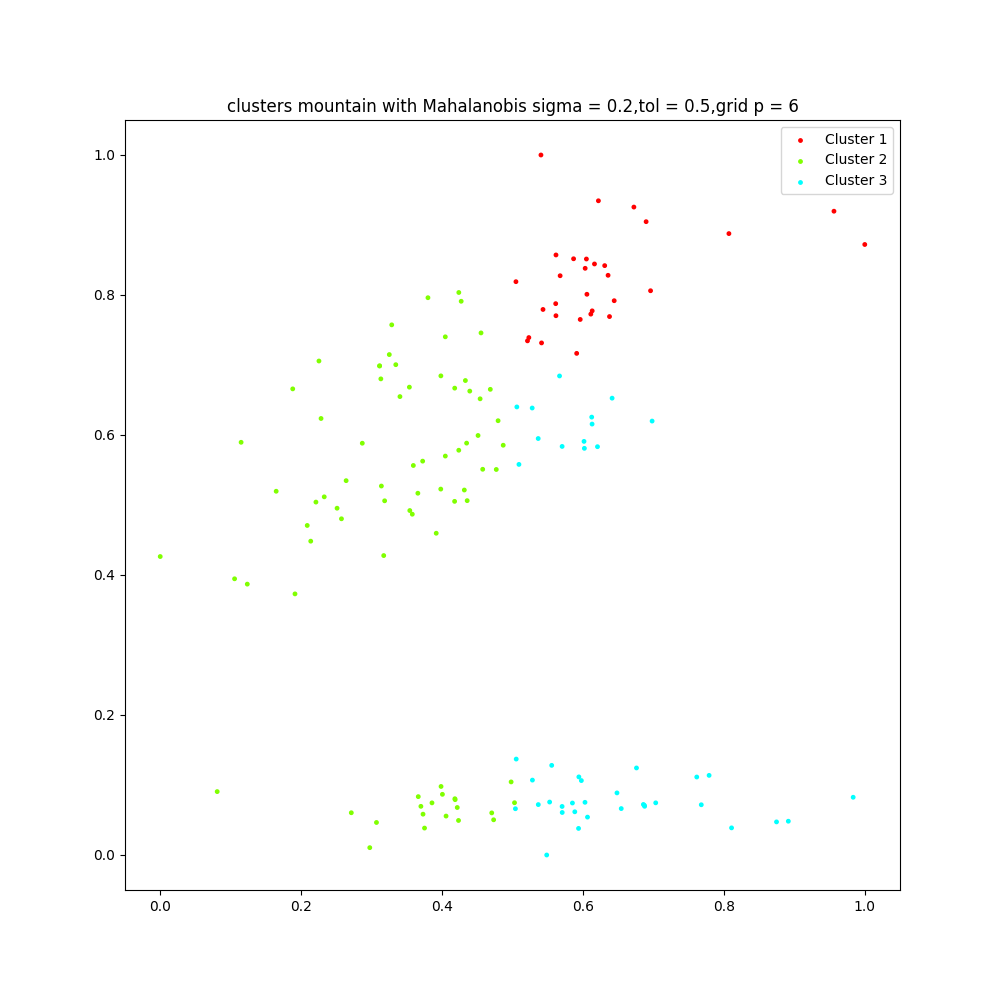 clusters mountain with Mahalanobis sigma = 0.2,tol = 0.5,grid p = 6
Cluster 1
Cluster 2
Cluster 3
1.0
0.8
0.6
0.4
0.2
0.0
0.0 0.2 0.4 0.6 0.8 1.0